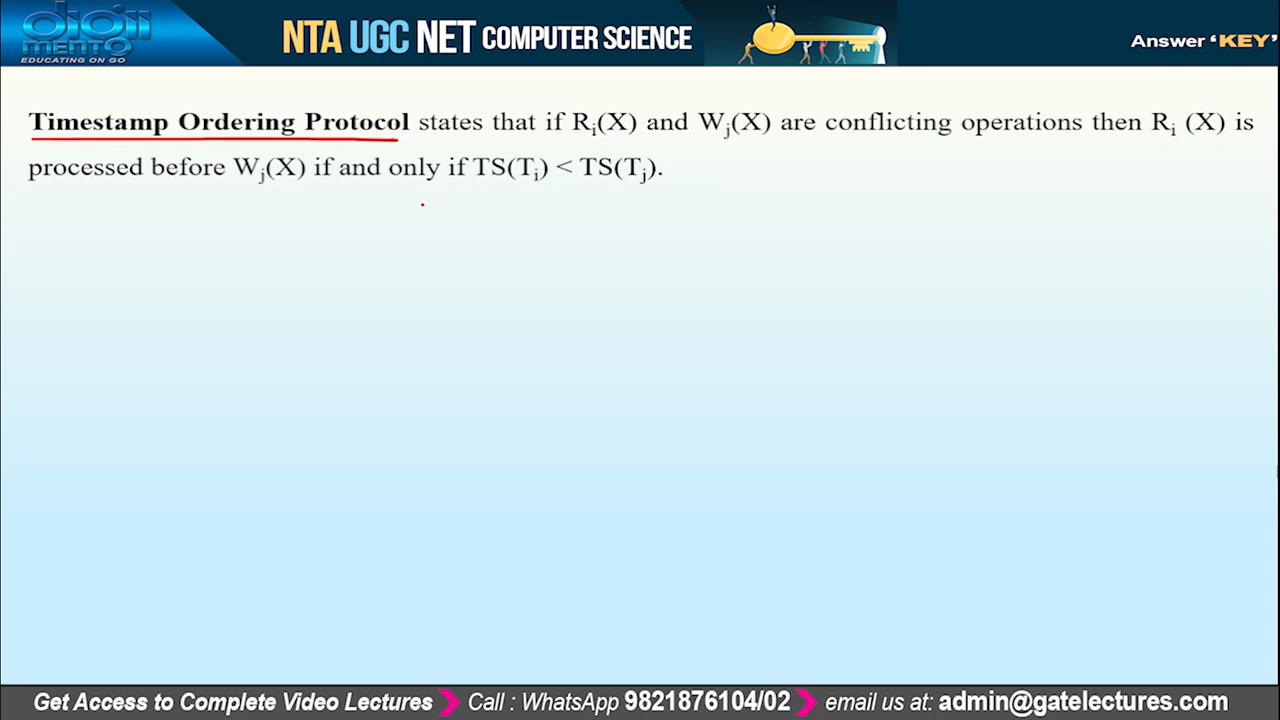 digii
MENTO
EDUCATING ON GO
NTA UGC NET COMPUTER SCIENCE
Answer ‘KEY’
Timestamp Ordering Protocol states that if Rᵢ(X) and Wⱼ(X) are conflicting operations then Rᵢ (X) is
processed before Wⱼ(X) if and only if TS(Tᵢ) < TS(Tⱼ).
Get Access to Complete Video Lectures Call : WhatsApp 9821876104/02 email us at: admin@gatelectures.com